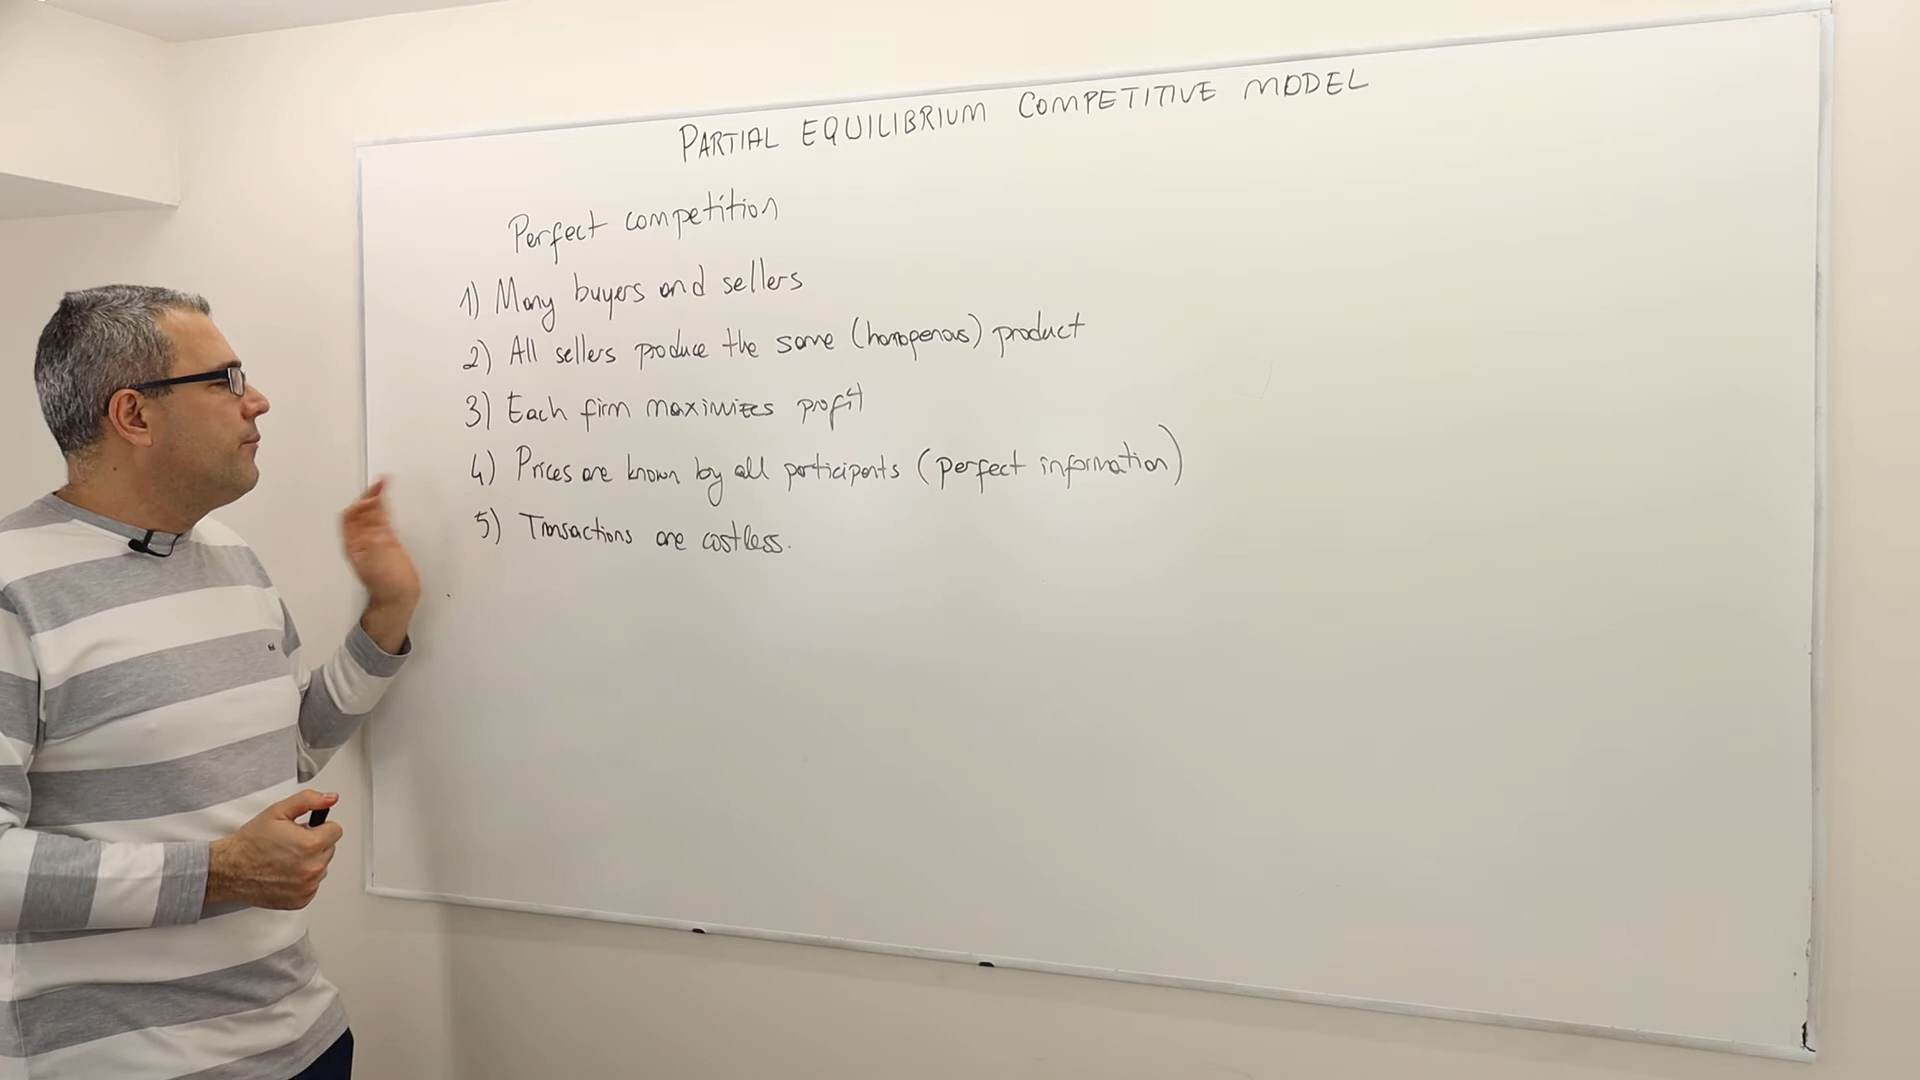 PARTIAL EQUILIBRIUM COMPETITIVE MODEL
Perfect competition
1) Many buyers and sellers
2) All sellers produce the same (homogenous) product
3) Each firm maximizes profit
4) Prices are known by all participants (perfect information)
5) Transactions are costless.